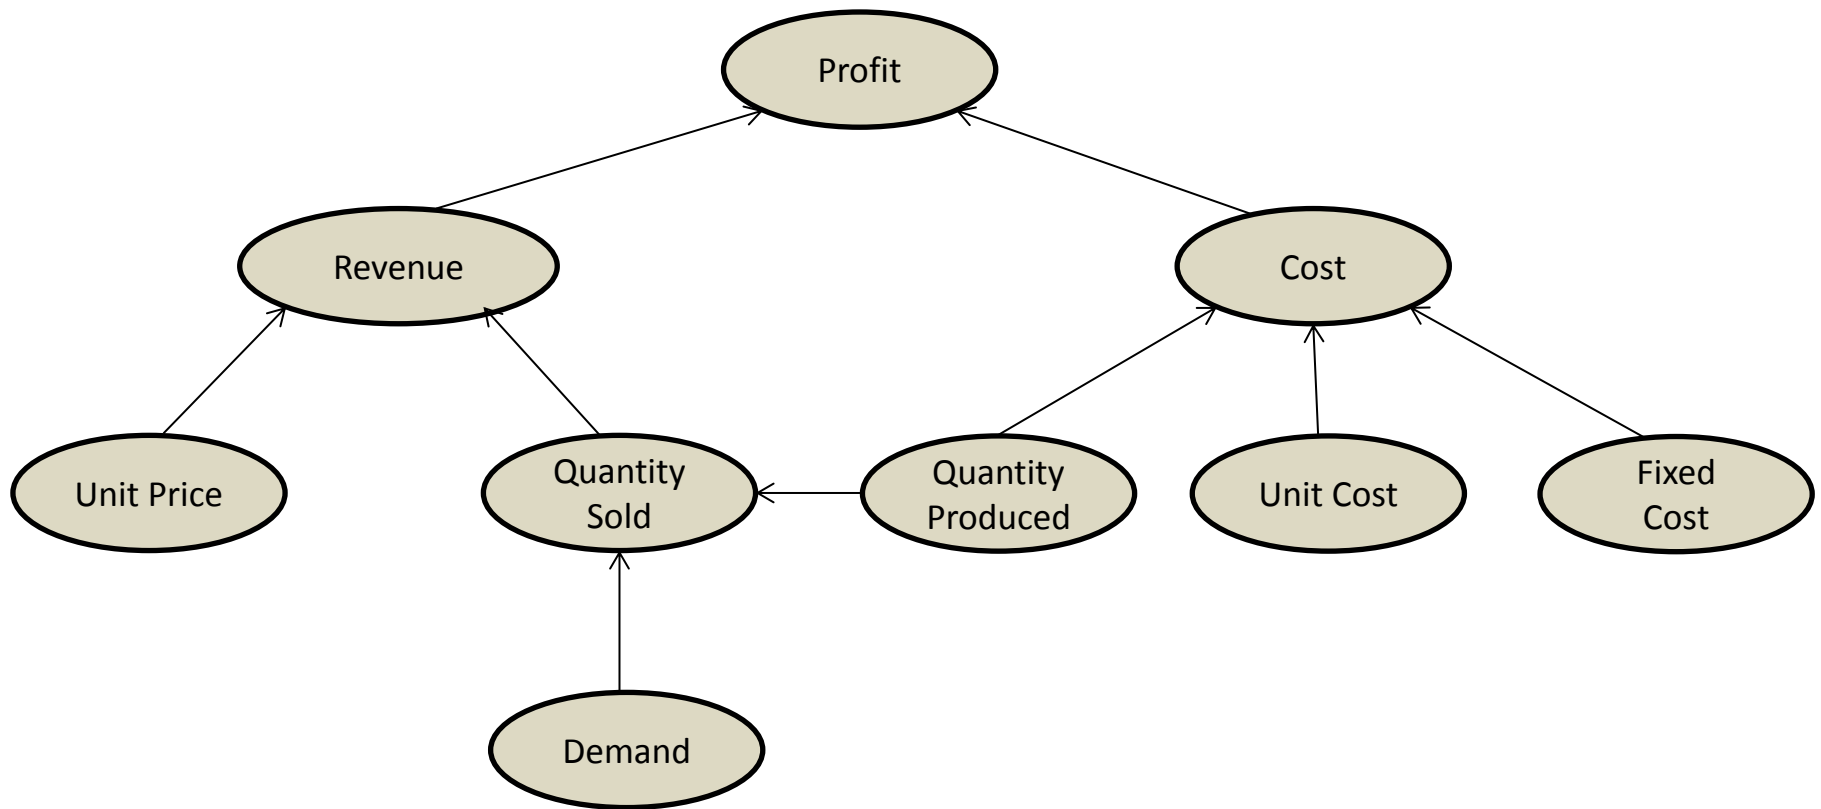 Profit
Revenue
Cost
Unit Price
Quantity
Sold
Quantity
Produced
Unit Cost
Fixed
Cost
Demand